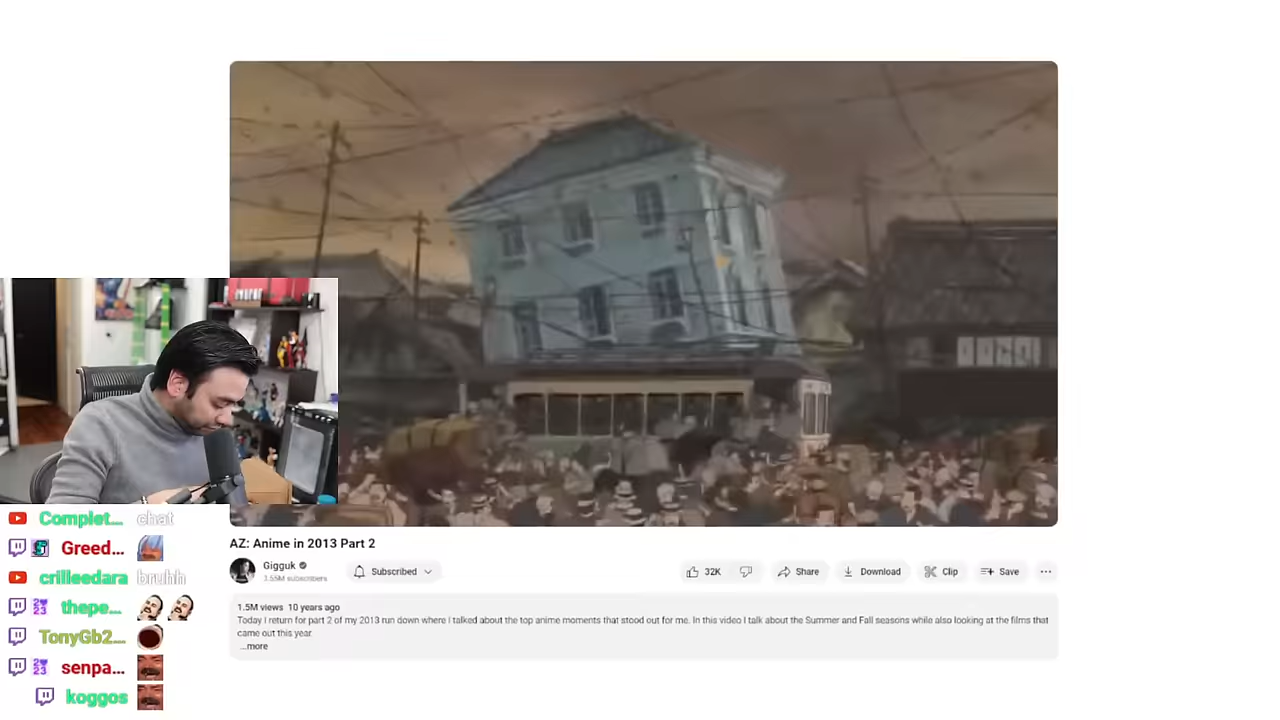 AZ: Anime in 2013 Part 2
Gigguk
3.55M subscribers
Subscribed
32K
Share
Download
Clip
Save
1.5M views 10 years ago
Today I return for part 2 of my 2013 run down where I talked about the top anime moments that stood out for me. In this video I talk about the Summer and Fall seasons while also looking at the films that
came out this year.
...more
Complet... chat
Greed...
crilleedara bruhh
thepe...
TonyGb2...
senpa...
koggos